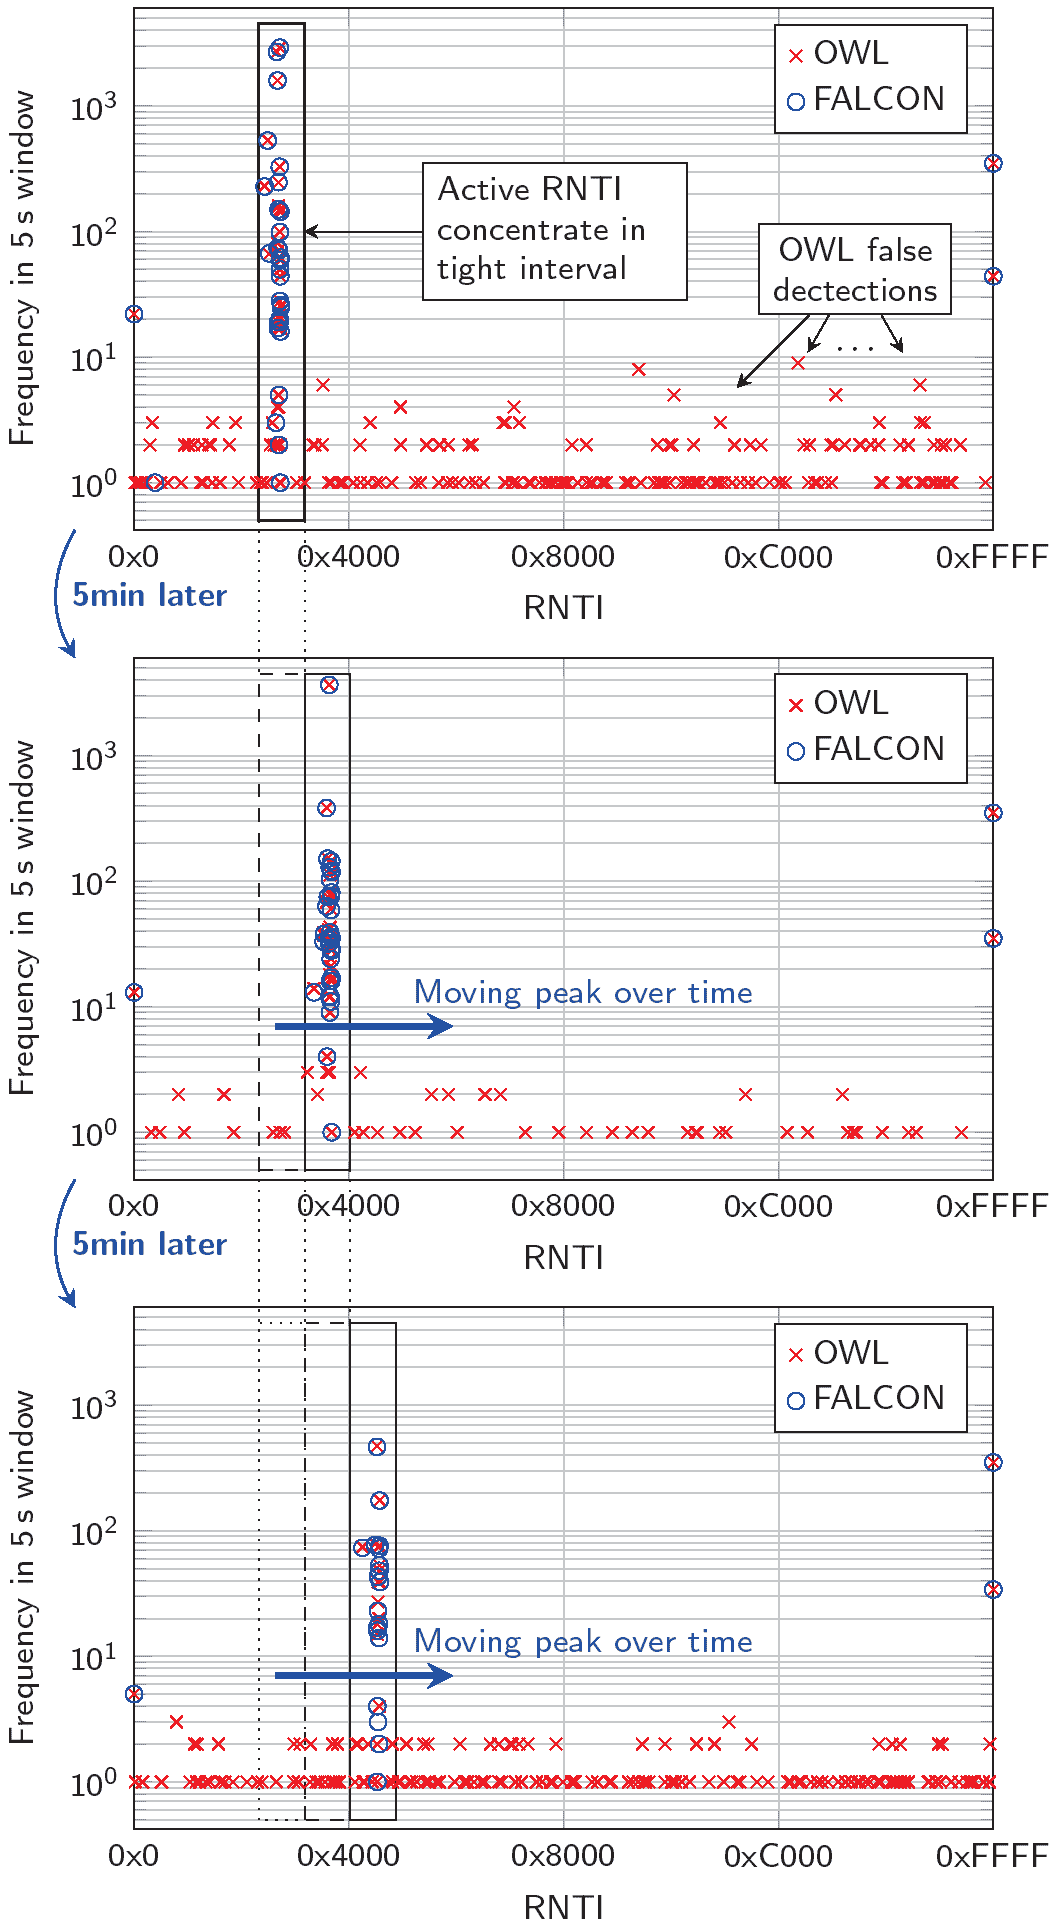 Frequency in 5 s window
10^3
10^2
10^1
10^0
OWL
FALCON
Active RNTI
concentrate in
tight interval
OWL false
dectections
. . .
0x0
0x4000
0x8000
0xC000
0xFFFF
RNTI
5min later
Frequency in 5 s window
10^3
10^2
10^1
10^0
OWL
FALCON
Moving peak over time
0x0
0x4000
0x8000
0xC000
0xFFFF
RNTI
5min later
Frequency in 5 s window
10^3
10^2
10^1
10^0
OWL
FALCON
Moving peak over time
0x0
0x4000
0x8000
0xC000
0xFFFF
RNTI